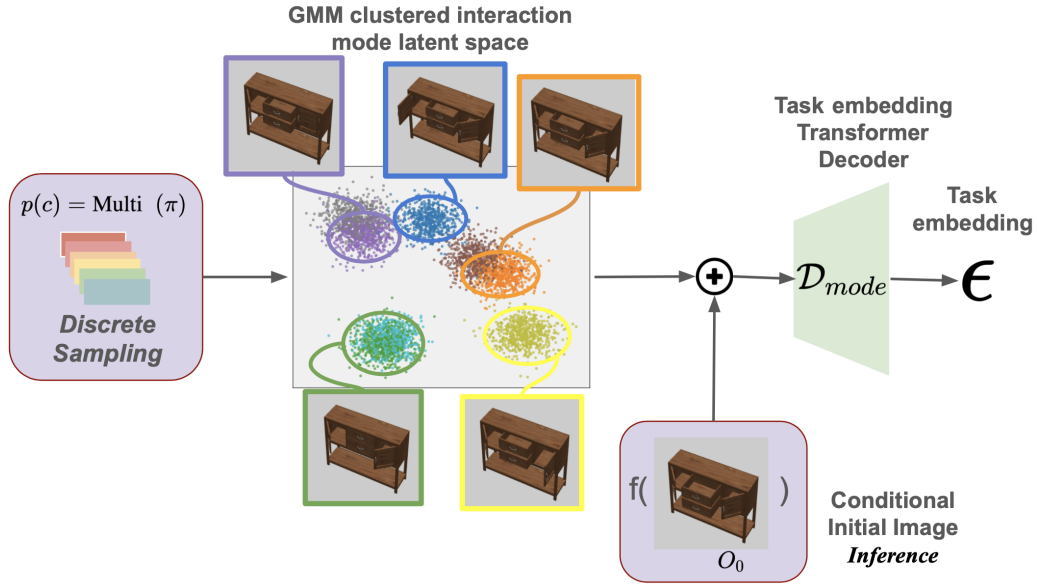 GMM clustered interaction
mode latent space
p(c) = Multi (π)
Discrete
Sampling
Task embedding
Transformer
Decoder
𝒟mode
Task
embedding
ϵ
f( )
O₀
Conditional
Initial Image
Inference